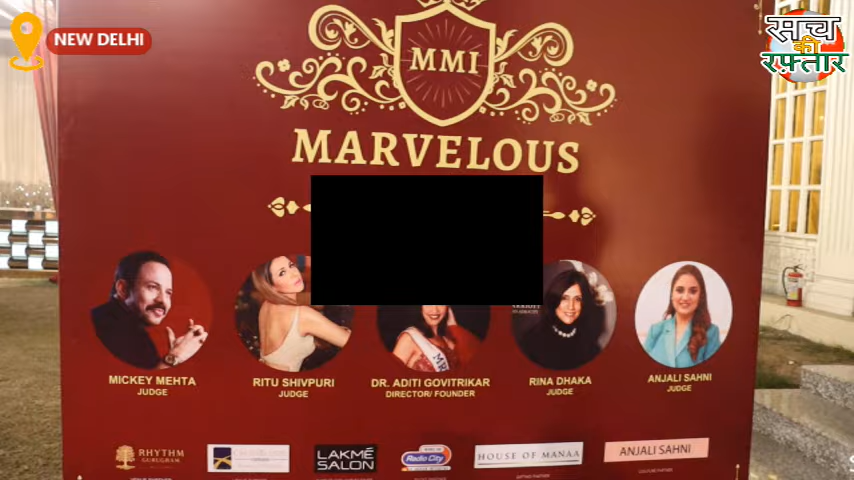 NEW DELHI
सच
की
रफ़्तार
MMI
MARVELOUS
MICKEY MEHTA
JUDGE
RITU SHIVPURI
JUDGE
DR. ADITI GOVITRIKAR
DIRECTOR/ FOUNDER
RINA DHAKA
JUDGE
ANJALI SAHNI
JUDGE
RHYTHM
GURUGRAM
LAKMÉ
SALON
Radio City
HOUSE OF MANAA
ANJALI SAHNI